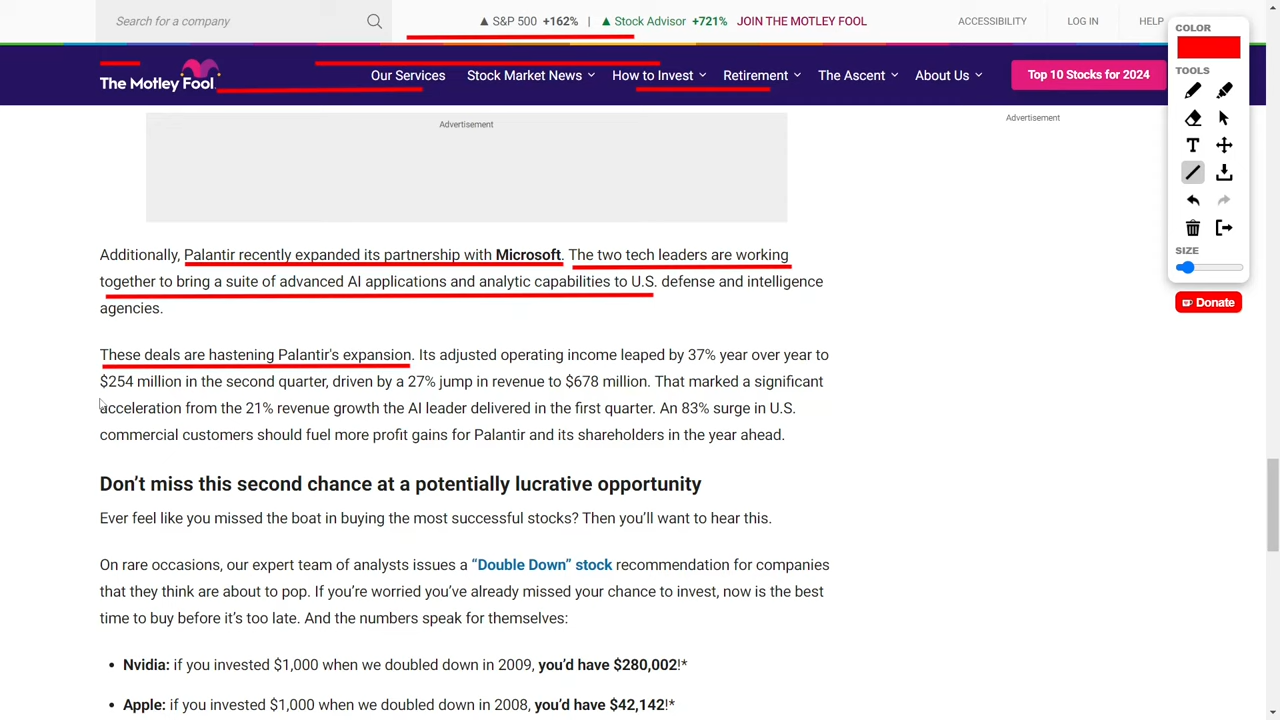 Search for a company
▲ S&P 500 +162% | ▲ Stock Advisor +721% JOIN THE MOTLEY FOOL
ACCESSIBILITY LOG IN HELP
The Motley Fool.
Our Services Stock Market News How to Invest Retirement The Ascent About Us
Top 10 Stocks for 2024
COLOR
TOOLS
SIZE
Donate
Advertisement
Advertisement
Additionally, Palantir recently expanded its partnership with Microsoft. The two tech leaders are working
together to bring a suite of advanced AI applications and analytic capabilities to U.S. defense and intelligence
agencies.
These deals are hastening Palantir's expansion. Its adjusted operating income leaped by 37% year over year to
$254 million in the second quarter, driven by a 27% jump in revenue to $678 million. That marked a significant
acceleration from the 21% revenue growth the AI leader delivered in the first quarter. An 83% surge in U.S.
commercial customers should fuel more profit gains for Palantir and its shareholders in the year ahead.
Don’t miss this second chance at a potentially lucrative opportunity
Ever feel like you missed the boat in buying the most successful stocks? Then you’ll want to hear this.
On rare occasions, our expert team of analysts issues a “Double Down” stock recommendation for companies
that they think are about to pop. If you’re worried you’ve already missed your chance to invest, now is the best
time to buy before it’s too late. And the numbers speak for themselves:
• Nvidia: if you invested $1,000 when we doubled down in 2009, you’d have $280,002!*
• Apple: if you invested $1,000 when we doubled down in 2008, you’d have $42,142!*